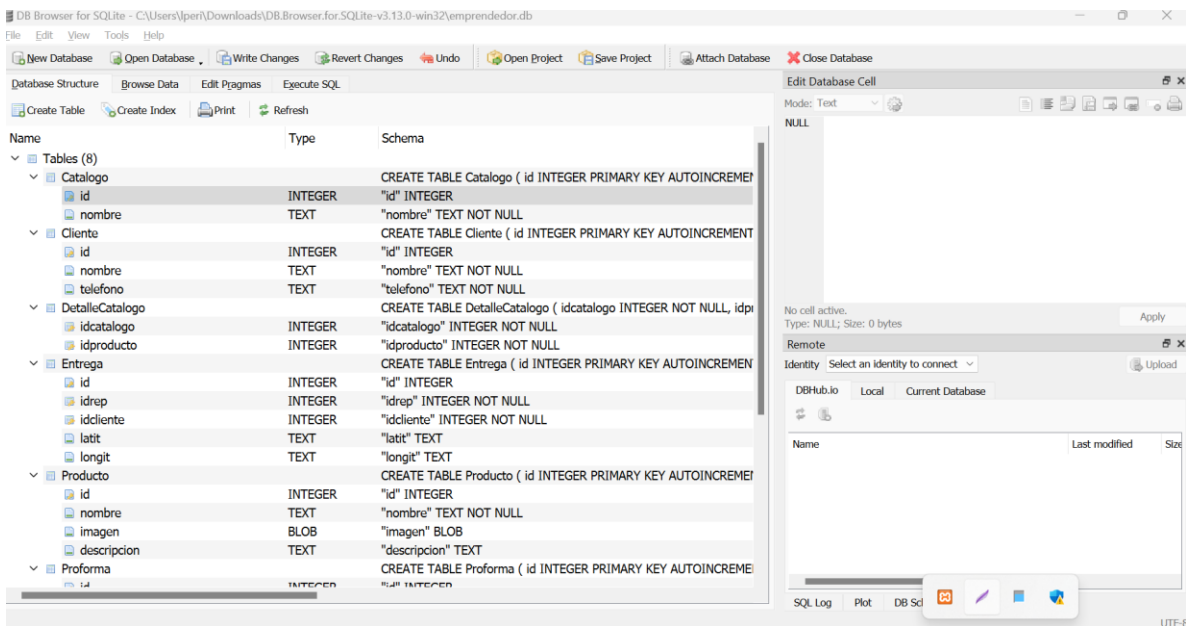 DB Browser for SQLite - C:\Users\lperi\Downloads\DB.Browser.for.SQLite-v3.13.0-win32\emprendedor.db
File Edit View Tools Help
New Database Open Database Write Changes Revert Changes Undo Open Project Save Project Attach Database Close Database
Database Structure Browse Data Edit Pragmas Execute SQL
Create Table Create Index Print Refresh
Name Type Schema
Tables (8)
Catalogo CREATE TABLE Catalogo ( id INTEGER PRIMARY KEY AUTOINCREMEN
id INTEGER "id" INTEGER
nombre TEXT "nombre" TEXT NOT NULL
Cliente CREATE TABLE Cliente ( id INTEGER PRIMARY KEY AUTOINCREMENT
id INTEGER "id" INTEGER
nombre TEXT "nombre" TEXT NOT NULL
telefono TEXT "telefono" TEXT NOT NULL
DetalleCatalogo CREATE TABLE DetalleCatalogo ( idcatalogo INTEGER NOT NULL, idpr
idcatalogo INTEGER "idcatalogo" INTEGER NOT NULL
idproducto INTEGER "idproducto" INTEGER NOT NULL
Entrega CREATE TABLE Entrega ( id INTEGER PRIMARY KEY AUTOINCREMEN
id INTEGER "id" INTEGER
idrep INTEGER "idrep" INTEGER NOT NULL
idcliente INTEGER "idcliente" INTEGER NOT NULL
latit TEXT "latit" TEXT
longit TEXT "longit" TEXT
Producto CREATE TABLE Producto ( id INTEGER PRIMARY KEY AUTOINCREMEN
id INTEGER "id" INTEGER
nombre TEXT "nombre" TEXT NOT NULL
imagen BLOB "imagen" BLOB
descripcion TEXT "descripcion" TEXT
Proforma CREATE TABLE Proforma ( id INTEGER PRIMARY KEY AUTOINCREME
id INTEGER "id" INTEGER
Edit Database Cell
Mode: Text
NULL
No cell active.
Type: NULL; Size: 0 bytes
Apply
Remote
Identity Select an identity to connect Upload
DBHub.io Local Current Database
Name Last modified Size
SQL Log Plot DB Sc
UTF-8